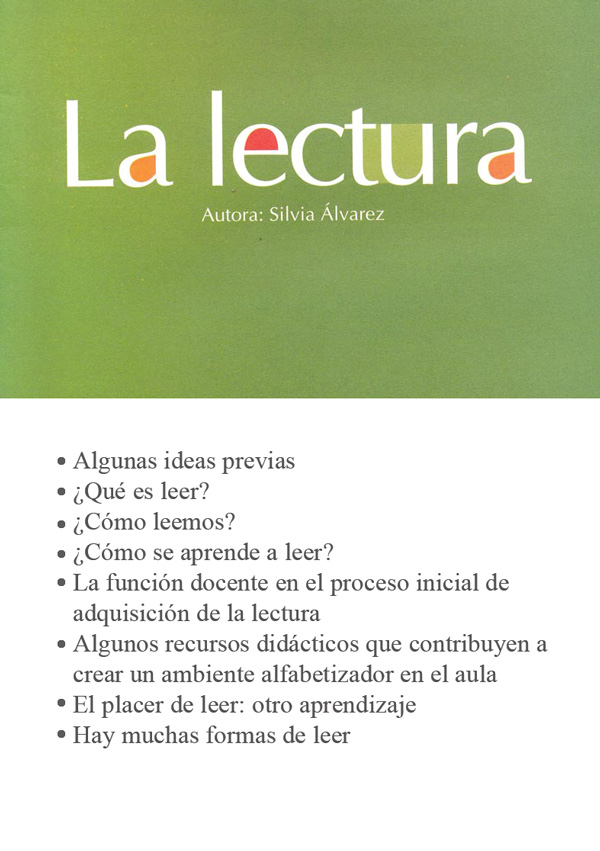 La lectura
Autora: Silvia Álvarez
• Algunas ideas previas
• ¿Qué es leer?
• ¿Cómo leemos?
• ¿Cómo se aprende a leer?
• La función docente en el proceso inicial de
adquisición de la lectura
• Algunos recursos didácticos que contribuyen a
crear un ambiente alfabetizador en el aula
• El placer de leer: otro aprendizaje
• Hay muchas formas de leer